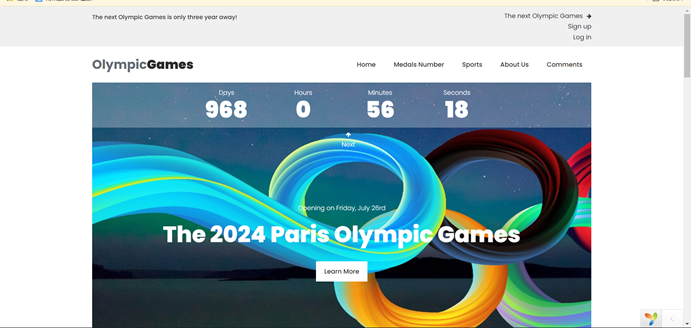 The next Olympic Games is only three year away!
The next Olympic Games
Sign up
Log in
OlympicGames
Home Medals Number Sports About Us Comments
Days Hours Minutes Seconds
968 0 56 18
Next
Opening on Friday, July 26rd
The 2024 Paris Olympic Games
Learn More